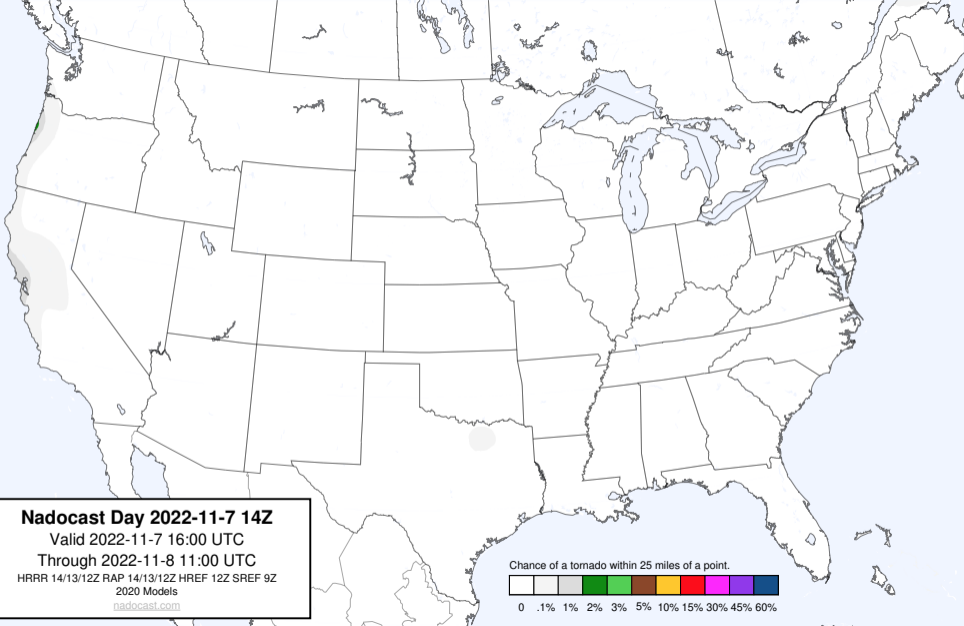 Nadocast Day 2022-11-7 14Z
Valid 2022-11-7 16:00 UTC
Through 2022-11-8 11:00 UTC
HRRR 14/13/12Z RAP 14/13/12Z HREF 12Z SREF 9Z
2020 Models
nadocast.com
Chance of a tornado within 25 miles of a point.
0 .1% 1% 2% 3% 5% 10% 15% 30% 45% 60%